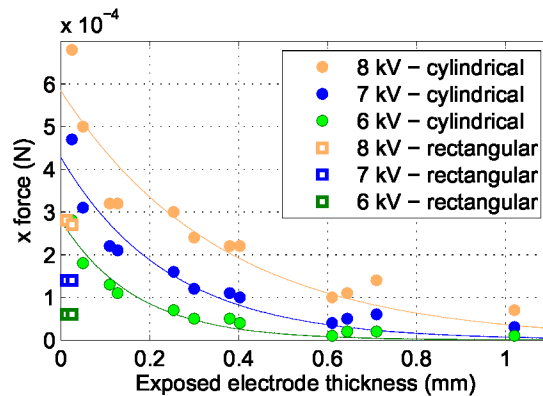 x 10⁻⁴
6
5
4
3
2
1
0
x force (N)
8 kV − cylindrical
7 kV − cylindrical
6 kV − cylindrical
8 kV − rectangular
7 kV − rectangular
6 kV − rectangular
0 0.2 0.4 0.6 0.8 1
Exposed electrode thickness (mm)